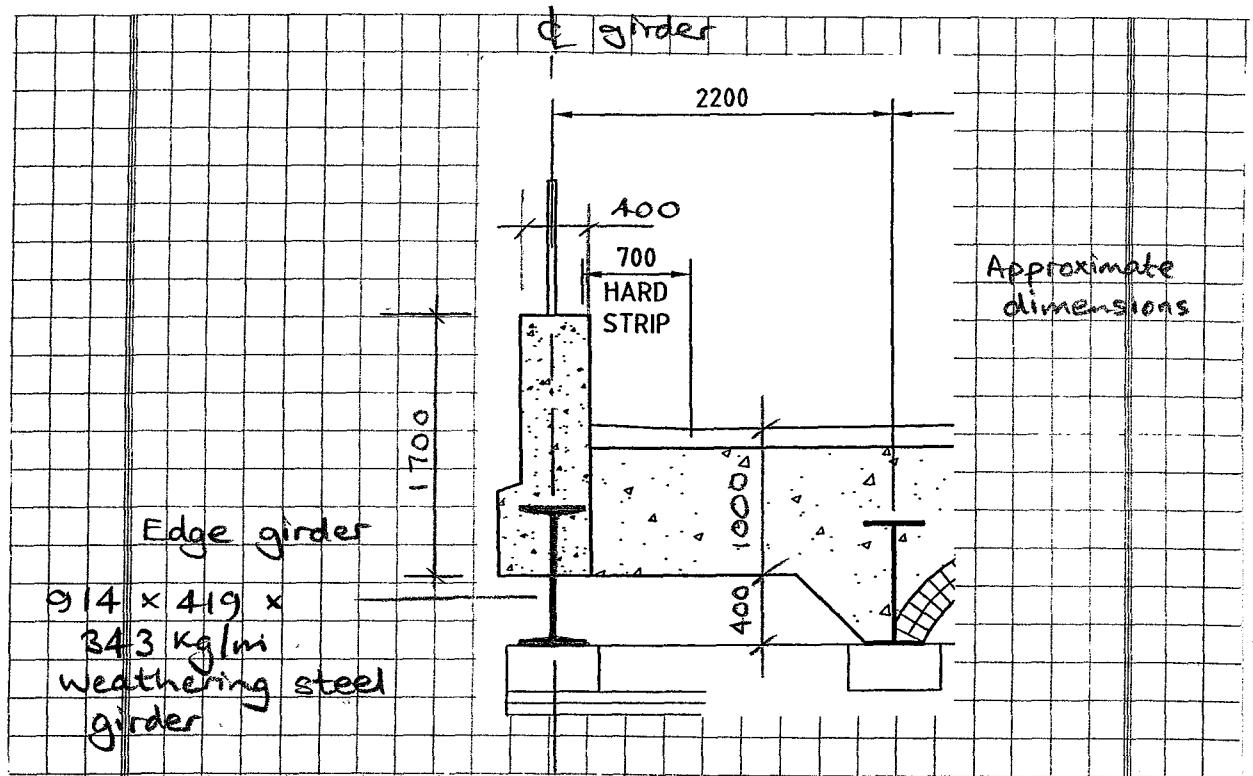 ℄ girder
2200
400
700
HARD
STRIP
Approximate
dimensions
1700
1000
Edge girder
914 x 419 x
343 kg/m
weathering steel
girder
400